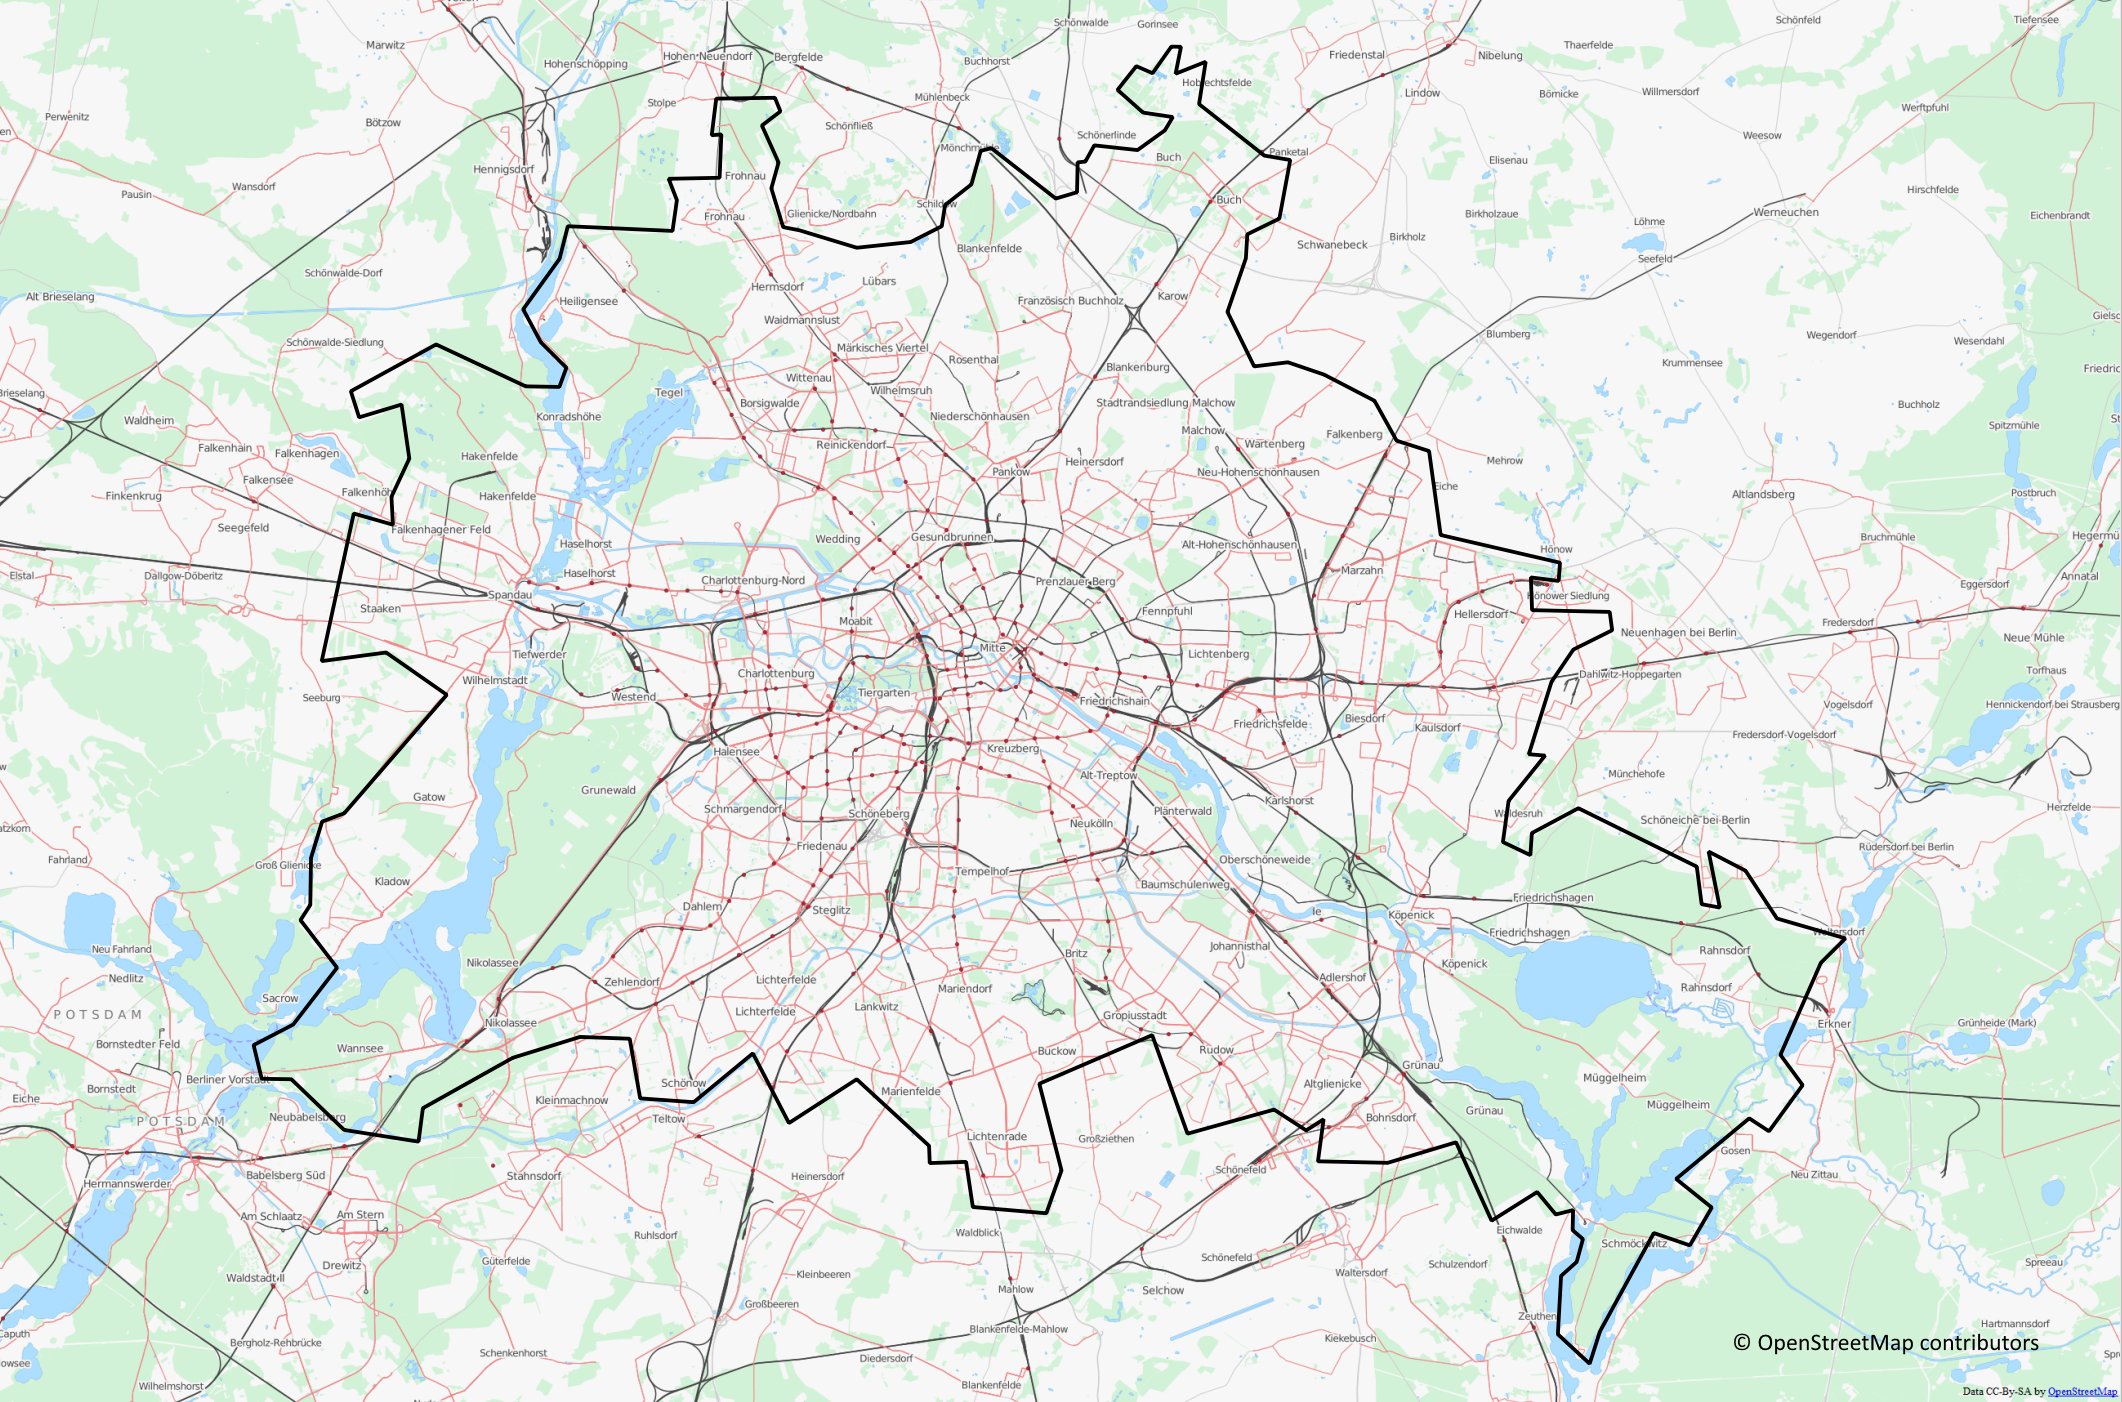 Schönwalde
Gorinsee
Schönfeld
Tiefensee
Marwitz
Hohenschöpping
Hohen Neuendorf
Bergfelde
Buchhorst
Friedenstal
Nibelung
Thaerfelde
Stolpe
Mühlenbeck
Hobrechtsfelde
Lindow
Börnicke
Willmersdorf
Werftpfuhl
Perwenitz
Bötzow
Schönfließ
Schönerlinde
Weesow
Mönchmühle
Buch
Panketal
Elisenau
Hennigsdorf
Frohnau
Wansdorf
Pausin
Hirschfelde
Schildow
Buch
Glienicke/Nordbahn
Frohnau
Birkholzaue
Löhme
Werneuchen
Eichenbrandt
Blankenfelde
Schwanebeck
Birkholz
Seefeld
Schönwalde-Dorf
Lübars
Hermsdorf
Alt Brieselang
Heiligensee
Französisch Buchholz
Karow
Waidmannslust
Blumberg
Wegendorf
Wesendahl
Schönwalde-Siedlung
Märkisches Viertel
Rosenthal
Blankenburg
Krummensee
Wittenau
Tegel
Wilhelmsruh
Borsigwalde
Stadtrandsiedlung Malchow
Buchholz
Waldheim
Konradshöhe
Niederschönhausen
Malchow
Falkenberg
Spitzmühle
Falkenhain
Falkenhagen
Reinickendorf
Wartenberg
Hakenfelde
Heinersdorf
Mehrow
Falkensee
Pankow
Neu-Hohenschönhausen
Eiche
Finkenkrug
Falkenhöh
Hakenfelde
Altlandsberg
Postbruch
Seegefeld
Falkenhagener Feld
Wedding
Gesundbrunnen
Haselhorst
Alt-Hohenschönhausen
Hönow
Bruchmühle
Elstal
Dallgow-Döberitz
Haselhorst
Charlottenburg-Nord
Prenzlauer Berg
Marzahn
Eggersdorf
Annatal
Spandau
Hönower Siedlung
Staaken
Moabit
Fennpfuhl
Hellersdorf
Fredersdorf
Neuenhagen bei Berlin
Neue Mühle
Tiefwerder
Mitte
Lichtenberg
Torfhaus
Wilhelmstadt
Charlottenburg
Dahlwitz-Hoppegarten
Seeburg
Westend
Tiergarten
Friedrichshain
Vogelsdorf
Hennickendorf bei Strausberg
Friedrichsfelde
Biesdorf
Kaulsdorf
Fredersdorf-Vogelsdorf
Halensee
Kreuzberg
Grunewald
Alt-Treptow
Münchehofe
Gatow
Schmargendorf
Schöneberg
Plänterwald
Karlshorst
Waldesruh
Herzfelde
Neukölln
Schöneiche bei Berlin
Fahrland
Groß Glienicke
Friedenau
Oberschöneweide
Rüdersdorf bei Berlin
Kladow
Tempelhof
Baumschulenweg
Friedrichshagen
Dahlem
Steglitz
Köpenick
Friedrichshagen
Woltersdorf
Neu Fahrland
Johannisthal
Rahnsdorf
Nikolassee
Britz
Köpenick
Nedlitz
Zehlendorf
Lichterfelde
Mariendorf
Adlershof
Rahnsdorf
Sacrow
Lichterfelde
Lankwitz
POTSDAM
Nikolassee
Gropiusstadt
Erkner
Grünheide (Mark)
Bornstedter Feld
Wannsee
Buckow
Rudow
Grünau
Berliner Vorstadt
Schönow
Marienfelde
Altglienicke
Müggelheim
Bornstedt
Eiche
Kleinmachnow
Grünau
Müggelheim
POTSDAM
Neubabelsberg
Teltow
Bohnsdorf
Lichtenrade
Großziethen
Gosen
Babelsberg Süd
Stahnsdorf
Heinersdorf
Schönefeld
Neu Zittau
Hermannswerder
Am Schlaatz
Am Stern
Ruhlsdorf
Waldblick
Eichwalde
Schmöckwitz
Drewitz
Güterfelde
Schönefeld
Schulzendorf
Spreeau
Waldstadt II
Kleinbeeren
Mahlow
Selchow
Waltersdorf
Großbeeren
Zeuthen
Caputh
Bergholz-Rehbrücke
Blankenfelde-Mahlow
Kiekebusch
Hartmannsdorf
© OpenStreetMap contributors
Schenkenhorst
Diedersdorf
Wilhelmshorst
Blankenfelde
Data CC-By-SA by OpenStreetMap